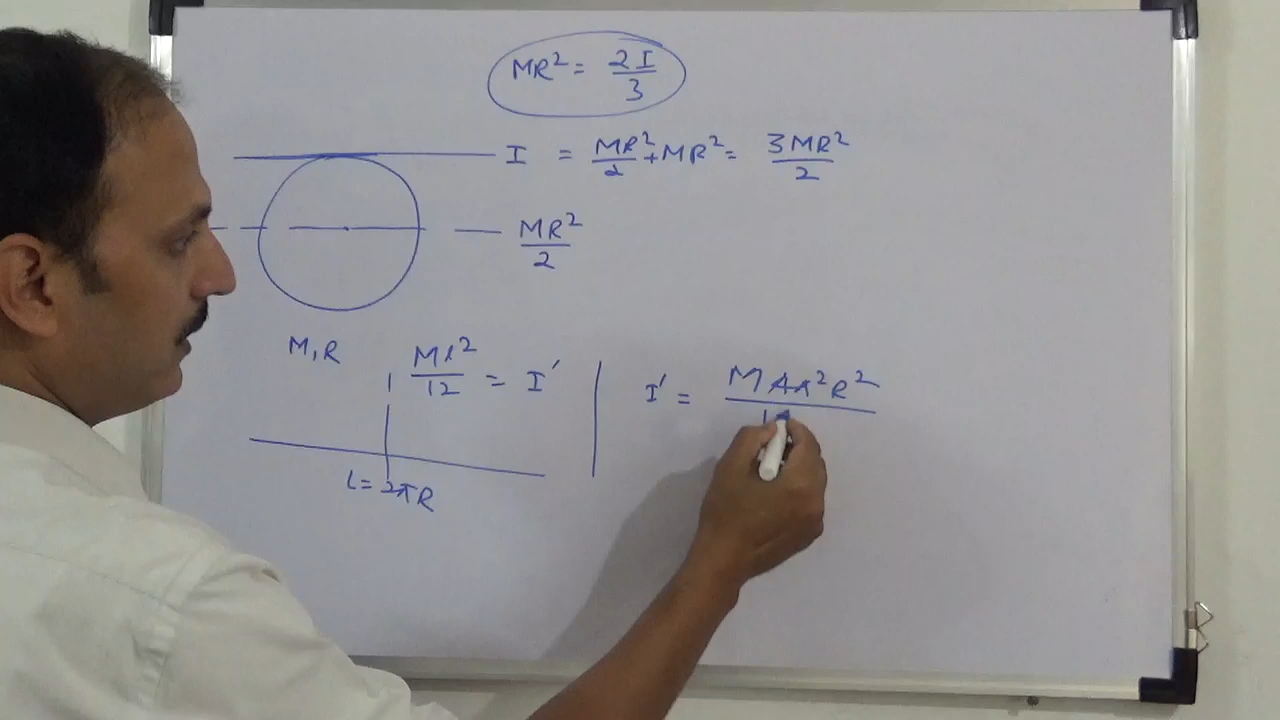 MR² = 2I/3
I = MR²/2 + MR² = 3MR²/2
MR²/2
M, R
Ml²/12 = I′
I′ = M4π²R²/12
L = 2πR